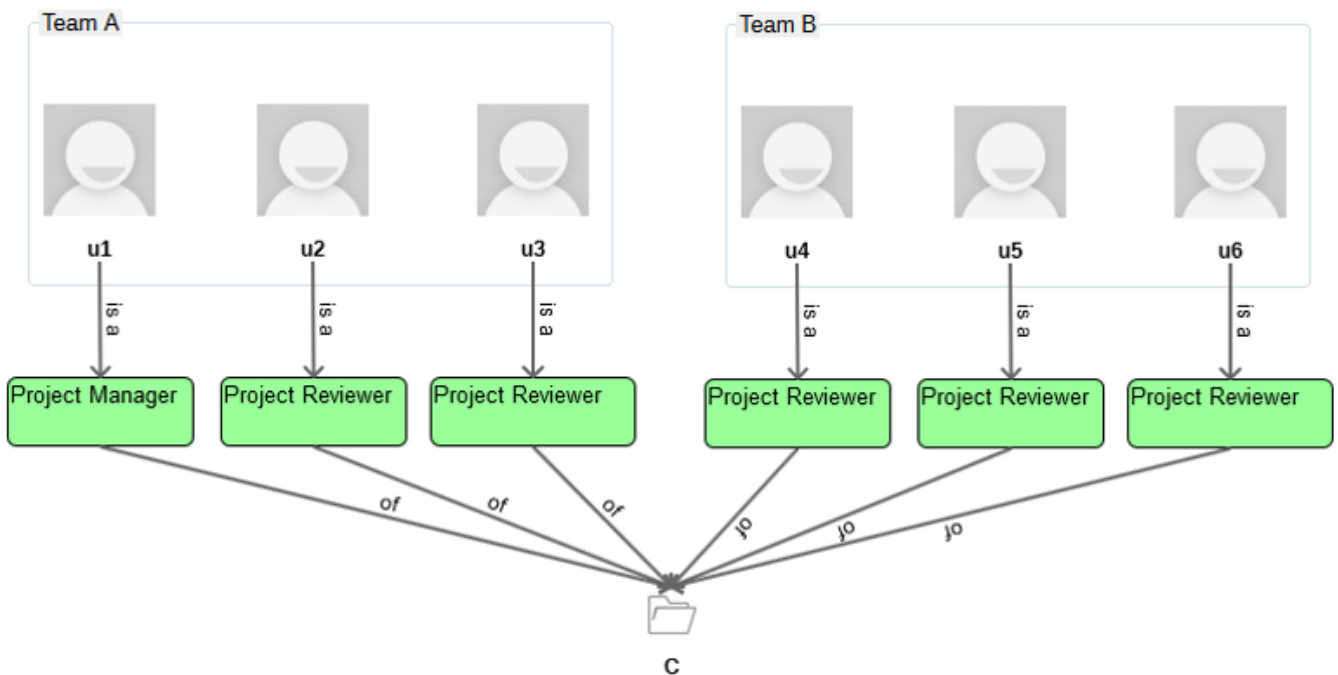 Team A
Team B
u1
u2
u3
u4
u5
u6
is a
is a
is a
is a
is a
is a
Project Manager
Project Reviewer
Project Reviewer
Project Reviewer
Project Reviewer
Project Reviewer
of
of
of
of
of
of
C